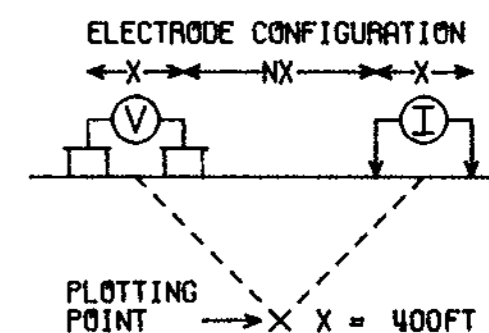 ELECTRODE CONFIGURATION
X NX X
V I
PLOTTING
POINT X X = 400FT